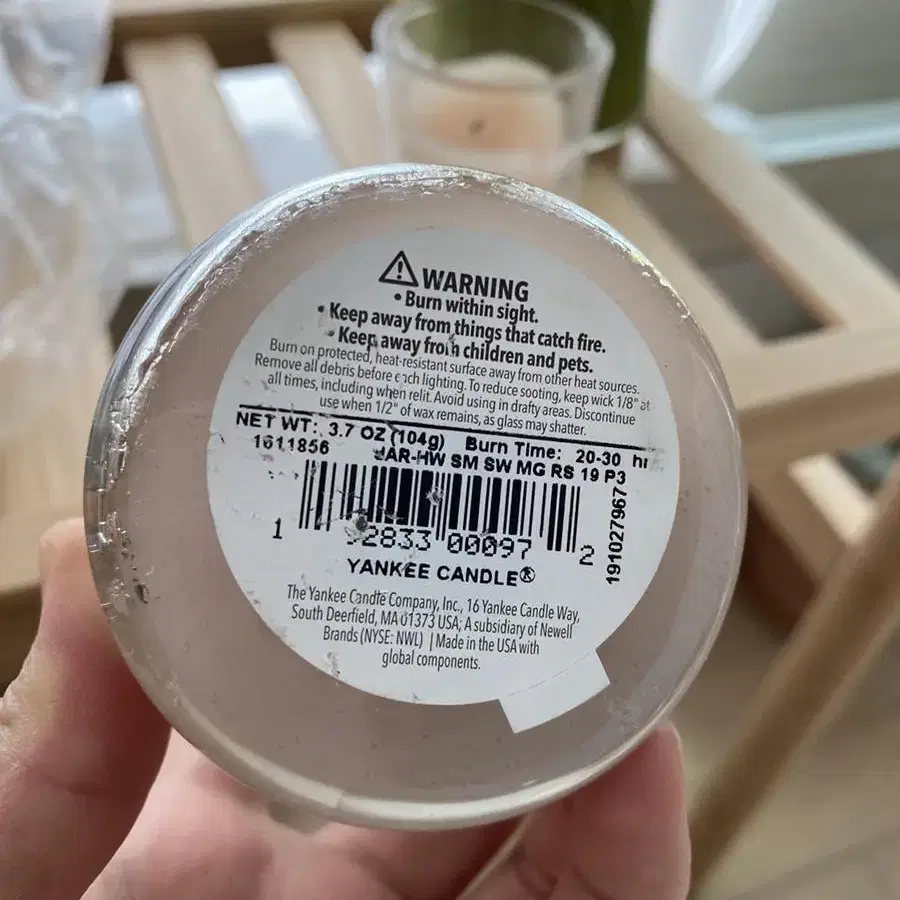 WARNING
• Burn within sight.
• Keep away from things that catch fire.
• Keep away from children and pets.
Burn on protected, heat-resistant surface away from other heat sources.
Remove all debris before each lighting. To reduce sooting, keep wick 1/8" at
all times, including when relit. Avoid using in drafty areas. Discontinue
use when 1/2" of wax remains, as glass may shatter.
NET WT: 3.7 OZ (104g) Burn Time: 20-30 hr
1611856 JAR-HW SM SW MG RS 19 P3
1 92833 00097 2
191027967
YANKEE CANDLE®
The Yankee Candle Company, Inc., 16 Yankee Candle Way,
South Deerfield, MA 01373 USA; A subsidiary of Newell
Brands (NYSE: NWL) | Made in the USA with
global components.